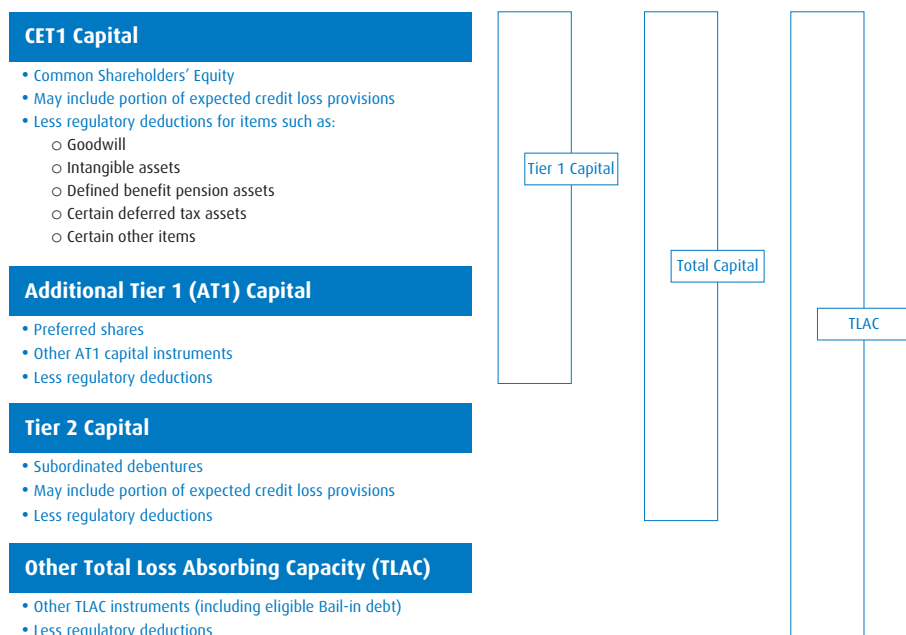 CET1 Capital
• Common Shareholders' Equity
• May include portion of expected credit loss provisions
• Less regulatory deductions for items such as:
○ Goodwill
○ Intangible assets
○ Defined benefit pension assets
○ Certain deferred tax assets
○ Certain other items
Additional Tier 1 (AT1) Capital
• Preferred shares
• Other AT1 capital instruments
• Less regulatory deductions
Tier 2 Capital
• Subordinated debentures
• May include portion of expected credit loss provisions
• Less regulatory deductions
Other Total Loss Absorbing Capacity (TLAC)
• Other TLAC instruments (including eligible Bail-in debt)
• Less regulatory deductions
Tier 1 Capital
Total Capital
TLAC